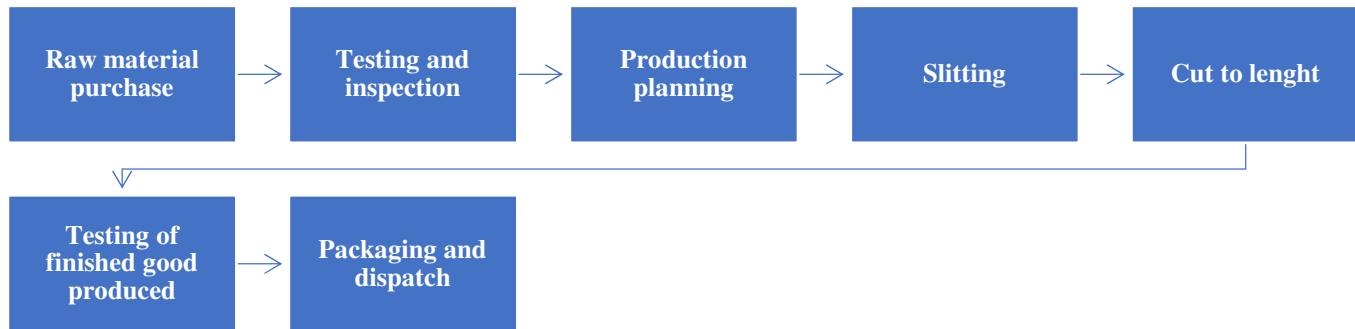 Raw material
purchase
Testing and
inspection
Production
planning
Slitting
Cut to lenght
Testing of
finished good
produced
Packaging and
dispatch